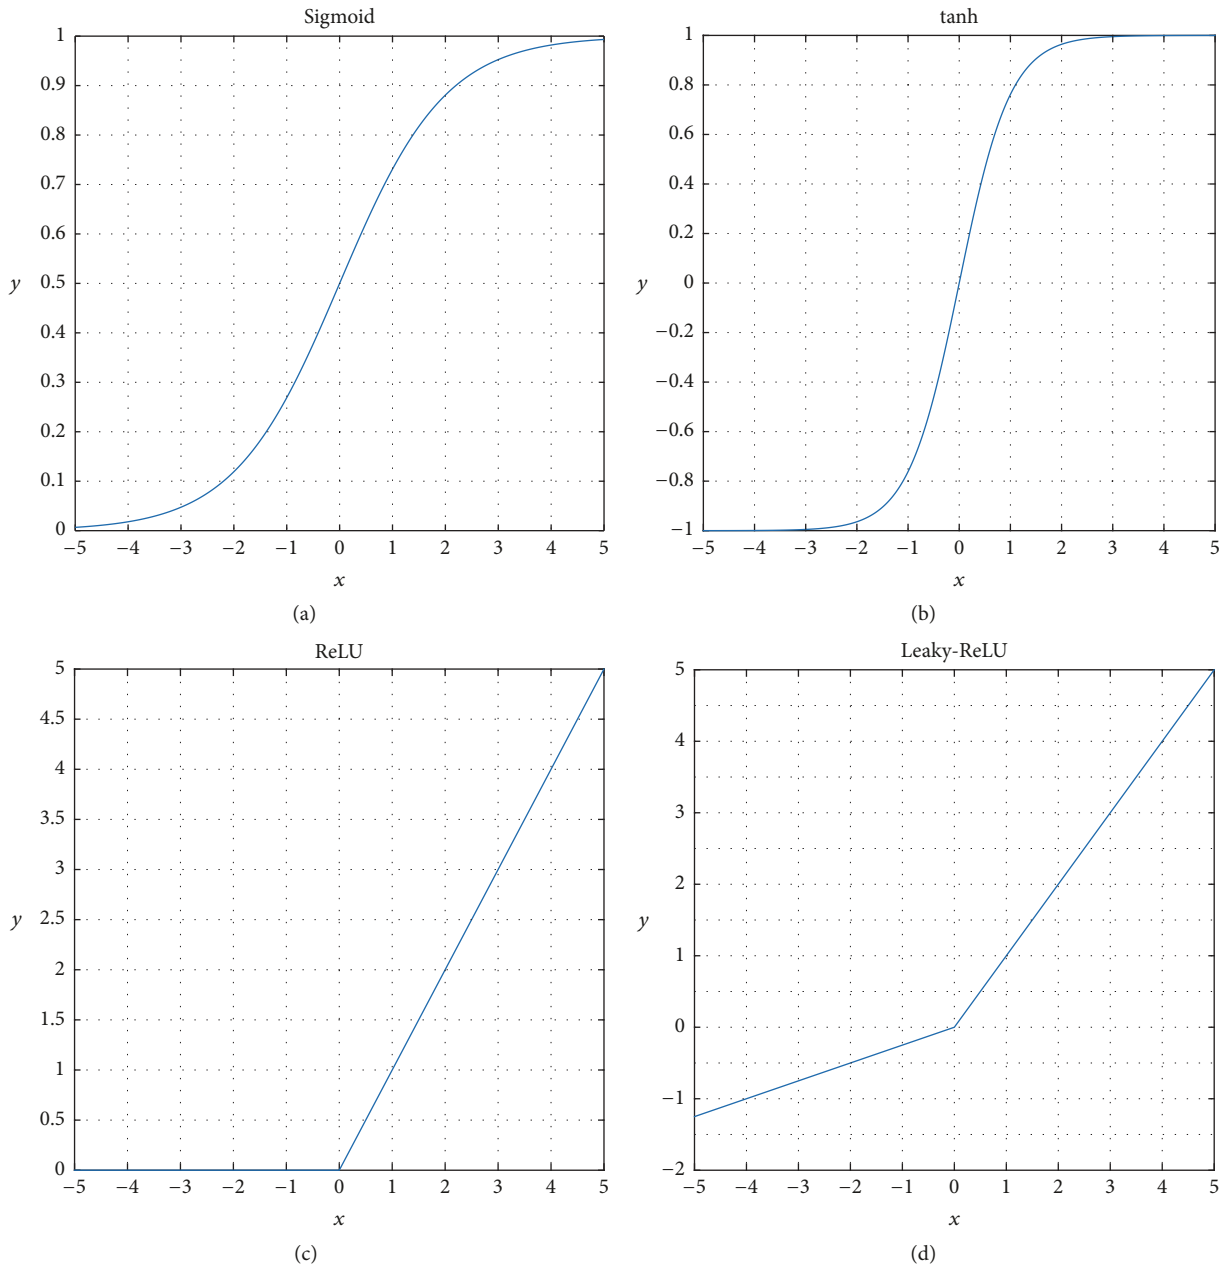 Sigmoid
1
0.9
0.8
0.7
0.6
0.5
0.4
0.3
0.2
0.1
0
y
−5 −4 −3 −2 −1 0 1 2 3 4 5
x
(a)
tanh
1
0.8
0.6
0.4
0.2
0
−0.2
−0.4
−0.6
−0.8
−1
y
−5 −4 −3 −2 −1 0 1 2 3 4 5
x
(b)
ReLU
5
4.5
4
3.5
3
2.5
2
1.5
1
0.5
0
y
−5 −4 −3 −2 −1 0 1 2 3 4 5
x
(c)
Leaky-ReLU
5
4
3
2
1
0
−1
−2
y
−5 −4 −3 −2 −1 0 1 2 3 4 5
x
(d)